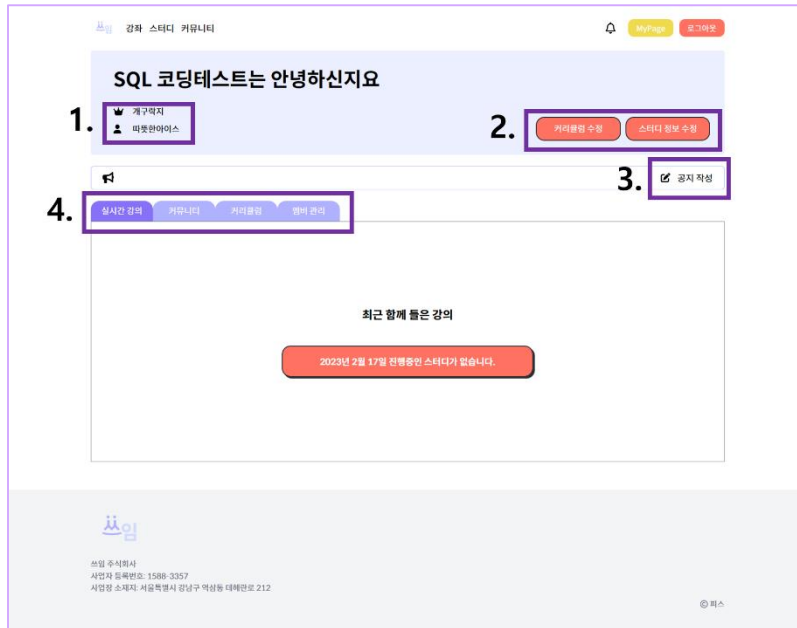 쓰임 강좌 스터디 커뮤니티 MyPage 로그아웃
SQL 코딩테스트는 안녕하신지요
1.
개구락지
따뜻한아이스
2. 커리큘럼 수정 스터디 정보 수정
3. 공지 작성
4. 실시간 강의 커뮤니티 커리큘럼 멤버 관리
최근 함께 들은 강의
2023년 2월 17일 진행중인 스터디가 없습니다.
쓰임
쓰임 주식회사
사업자 등록번호: 1588-3357
사업장 소재지: 서울특별시 강남구 역삼동 테헤란로 212
© 피스